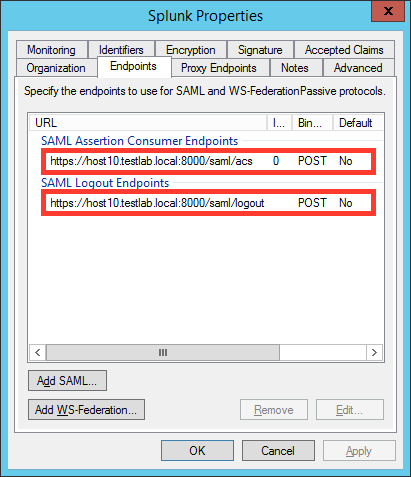 Splunk Properties
Monitoring Identifiers Encryption Signature Accepted Claims
Organization Endpoints Proxy Endpoints Notes Advanced
Specify the endpoints to use for SAML and WS-FederationPassive protocols.
URL I... Bin... Default
SAML Assertion Consumer Endpoints
https://host10.testlab.local:8000/saml/acs 0 POST No
SAML Logout Endpoints
https://host10.testlab.local:8000/saml/logout POST No
Add SAML...
Add WS-Federation... Remove Edit...
OK Cancel Apply